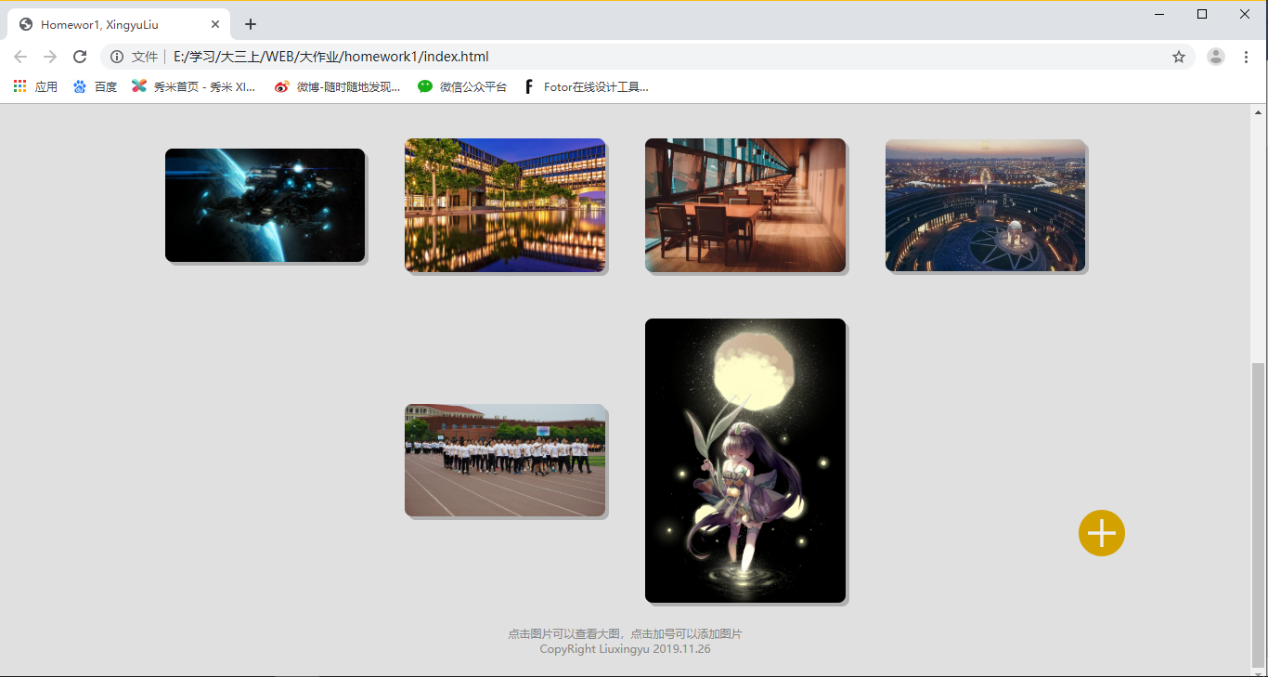 Homewor1, XingyuLiu
文件 E:/学习/大三上/WEB/大作业/homework1/index.html
应用 百度 秀米首页 - 秀米 XI... 微博-随时随地发现... 微信公众平台 Fotor在线设计工具...
点击图片可以查看大图，点击加号可以添加图片
CopyRight Liuxingyu 2019.11.26